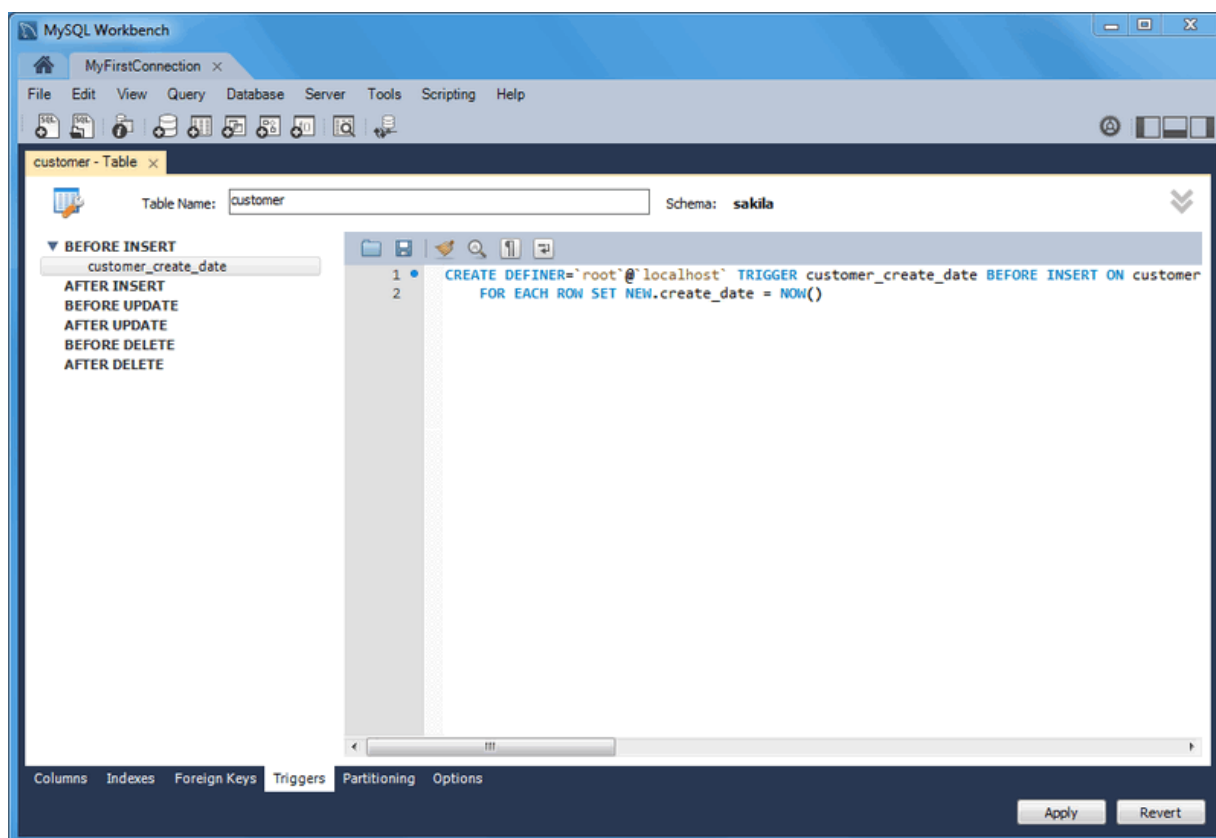 MySQL Workbench
MyFirstConnection
File Edit View Query Database Server Tools Scripting Help
customer - Table
Table Name: customer Schema: sakila
BEFORE INSERT
customer_create_date
AFTER INSERT
BEFORE UPDATE
AFTER UPDATE
BEFORE DELETE
AFTER DELETE
1 CREATE DEFINER=`root`@`localhost` TRIGGER customer_create_date BEFORE INSERT ON customer
2 FOR EACH ROW SET NEW.create_date = NOW()
Columns Indexes Foreign Keys Triggers Partitioning Options
Apply Revert